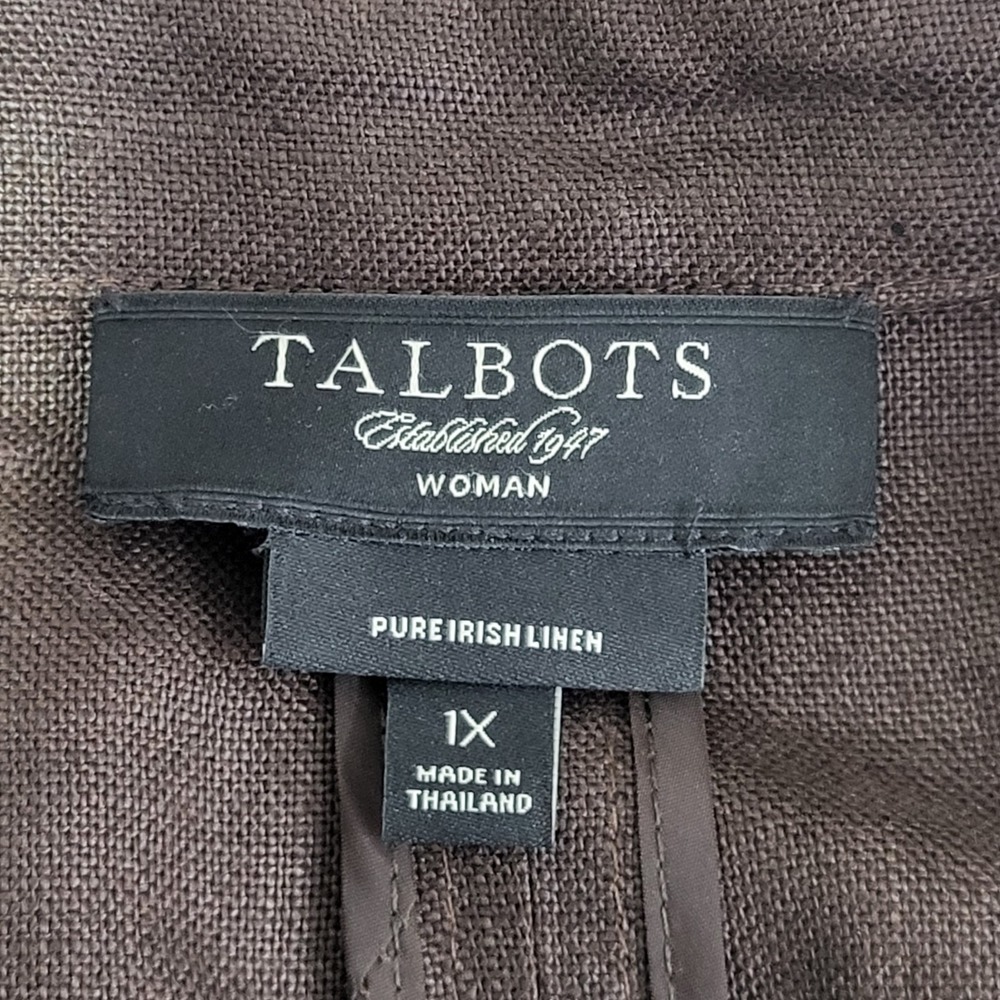 TALBOTS
Established 1947
WOMAN
PURE IRISH LINEN
1X
MADE IN
THAILAND